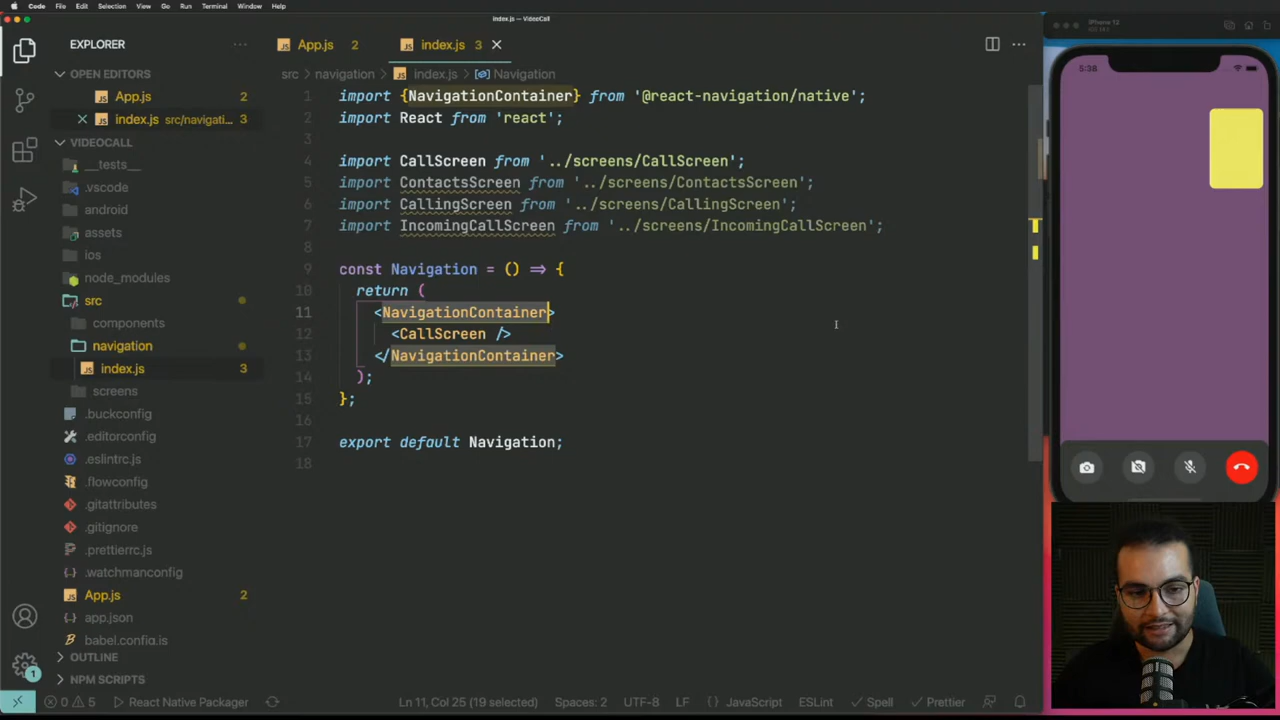 Code File Edit Selection View Go Run Terminal Window Help
index.js — VideoCall
EXPLORER
OPEN EDITORS
App.js 2
index.js src/navigati... 3
VIDEOCALL
__tests__
.vscode
android
assets
ios
node_modules
src
components
navigation
index.js 3
screens
.buckconfig
.editorconfig
.eslintrc.js
.flowconfig
.gitattributes
.gitignore
.prettierrc.js
.watchmanconfig
App.js 2
app.json
babel.config.js
OUTLINE
NPM SCRIPTS
App.js 2
index.js 3
src > navigation > index.js > Navigation
1 import {NavigationContainer} from '@react-navigation/native';
2 import React from 'react';
3
4 import CallScreen from '../screens/CallScreen';
5 import ContactsScreen from '../screens/ContactsScreen';
6 import CallingScreen from '../screens/CallingScreen';
7 import IncomingCallScreen from '../screens/IncomingCallScreen';
8
9 const Navigation = () => {
10 return (
11 <NavigationContainer>
12 <CallScreen />
13 </NavigationContainer>
14 );
15 };
16
17 export default Navigation;
18
iPhone 12
5:38
1
0 5 React Native Packager
Ln 11, Col 25 (19 selected) Spaces: 2 UTF-8 LF {} JavaScript ESLint Spell Prettier